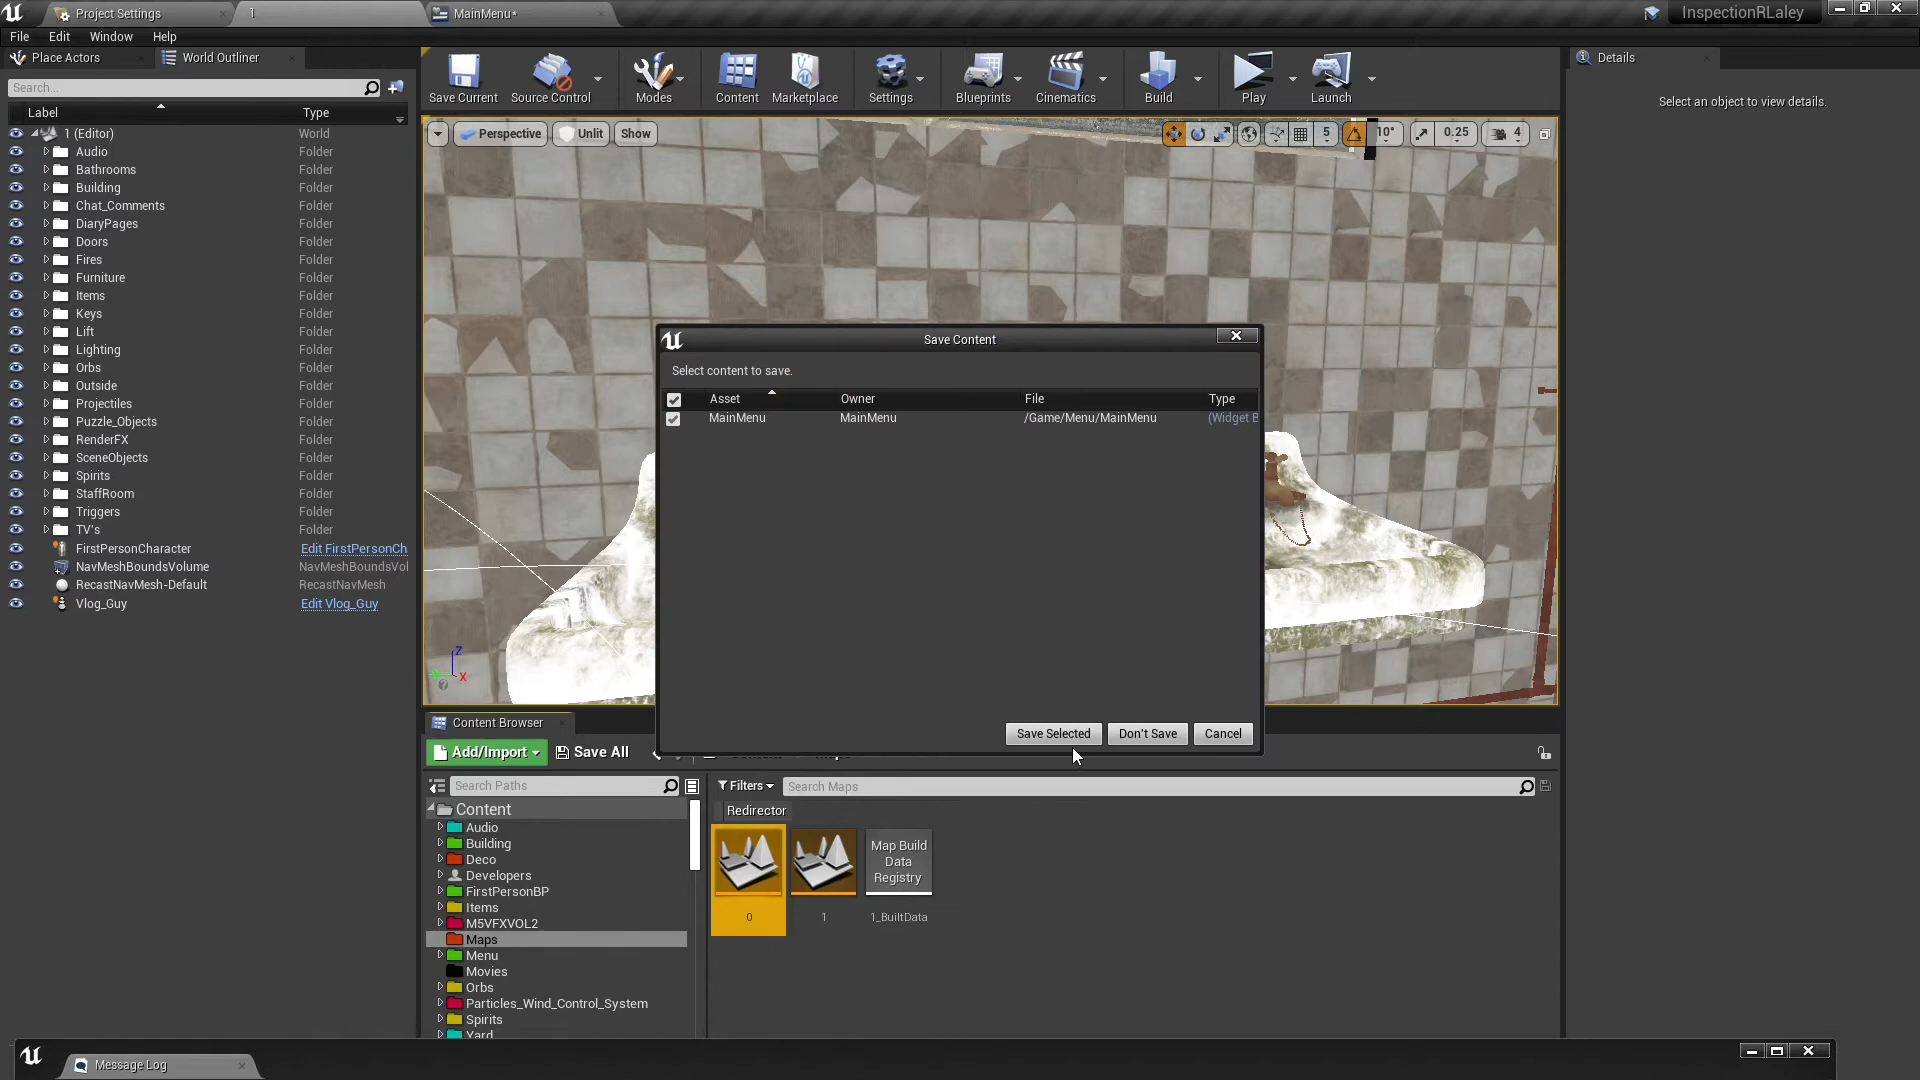 Project Settings
1
MainMenu*
InspectionRLaley
File Edit Window Help
Place Actors
World Outliner
Search...
Label Type
1 (Editor) World
Audio Folder
Bathrooms Folder
Building Folder
Chat_Comments Folder
DiaryPages Folder
Doors Folder
Fires Folder
Furniture Folder
Items Folder
Keys Folder
Lift Folder
Lighting Folder
Orbs Folder
Outside Folder
Projectiles Folder
Puzzle_Objects Folder
RenderFX Folder
SceneObjects Folder
Spirits Folder
StaffRoom Folder
Triggers Folder
TV's Folder
FirstPersonCharacter Edit FirstPersonCh
NavMeshBoundsVolume NavMeshBoundsVol
RecastNavMesh-Default RecastNavMesh
Vlog_Guy Edit Vlog_Guy
Save Current Source Control Modes Content Marketplace Settings Blueprints Cinematics Build Play Launch
Perspective Unlit Show
5 10° 0.25 4
Z
X
Details
Select an object to view details.
Save Content
Select content to save.
Asset Owner File Type
MainMenu MainMenu /Game/Menu/MainMenu (Widget B
Save Selected Don't Save Cancel
Content Browser
Add/Import Save All
Search Paths
Content
Audio
Building
Deco
Developers
FirstPersonBP
Items
M5VFXVOL2
Maps
Menu
Movies
Orbs
Particles_Wind_Control_System
Spirits
Yard
Filters Search Maps
Redirector
Map Build
Data
Registry
0 1 1_BuiltData
Message Log